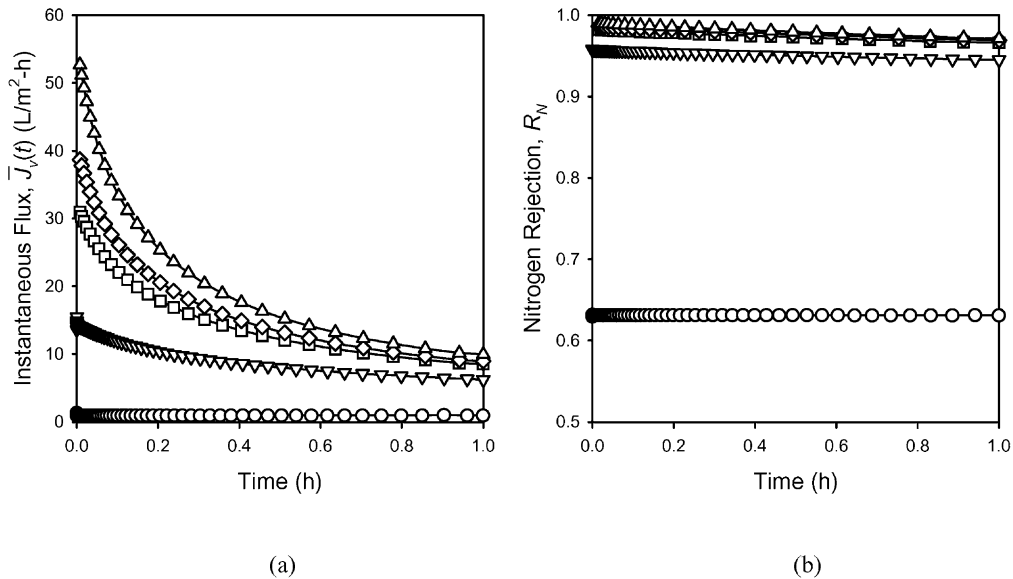 Instantaneous Flux, J̅v(t) (L/m²-h)
60
50
40
30
20
10
0
0.0 0.2 0.4 0.6 0.8 1.0
Time (h)
(a)
Nitrogen Rejection, RN
1.0
0.9
0.8
0.7
0.6
0.5
0.0 0.2 0.4 0.6 0.8 1.0
Time (h)
(b)